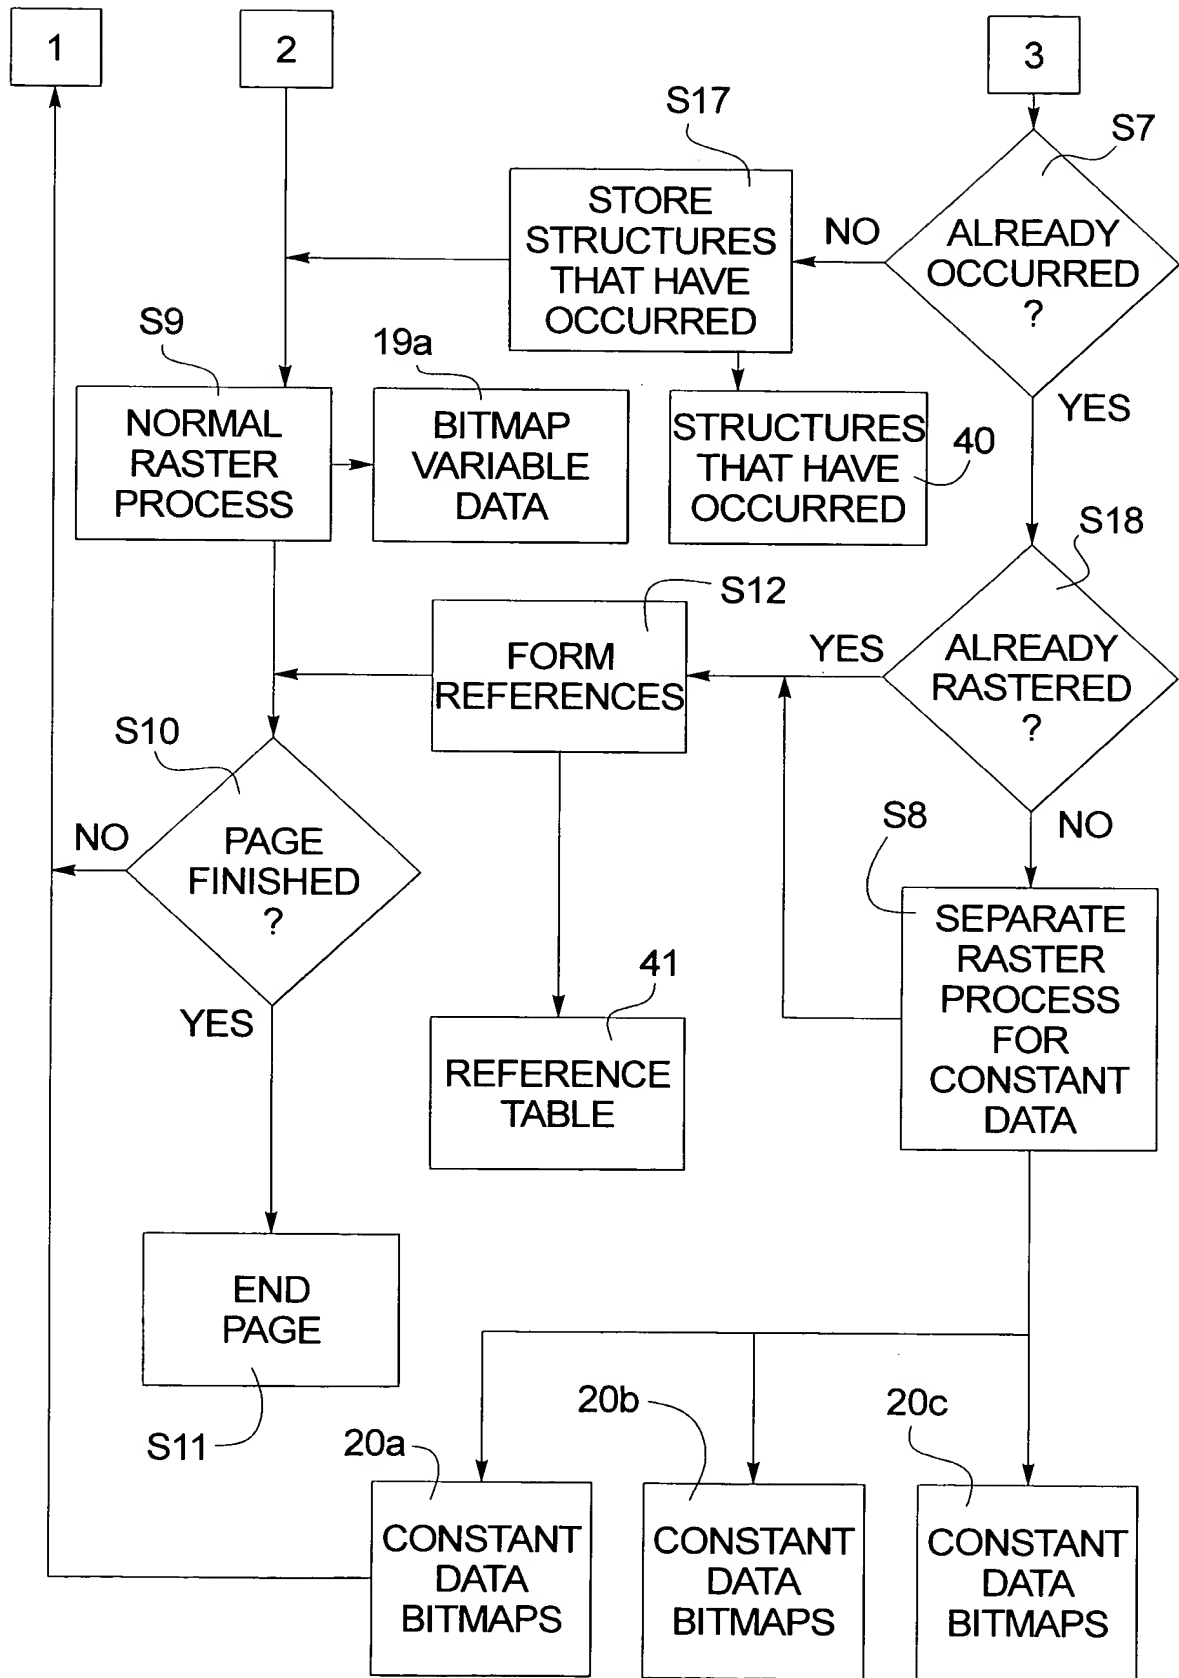 1
2
3
S17
S7
STORE
STRUCTURES
THAT HAVE
OCCURRED
NO
ALREADY
OCCURRED
?
S9
19a
YES
NORMAL
RASTER
PROCESS
BITMAP
VARIABLE
DATA
STRUCTURES
THAT HAVE
OCCURRED
40
S18
S12
FORM
REFERENCES
YES
ALREADY
RASTERED
?
S10
NO
PAGE
FINISHED
?
S8
NO
YES
SEPARATE
RASTER
PROCESS
FOR
CONSTANT
DATA
41
REFERENCE
TABLE
END
PAGE
S11
20a
20b
20c
CONSTANT
DATA
BITMAPS
CONSTANT
DATA
BITMAPS
CONSTANT
DATA
BITMAPS